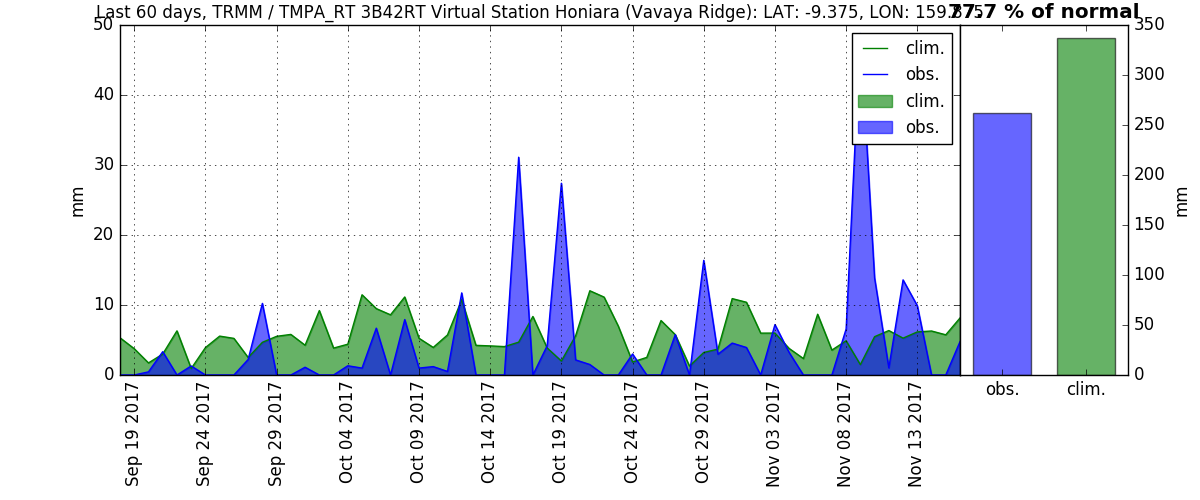 Last 60 days, TRMM / TMPA_RT 3B42RT Virtual Station Honiara (Vavaya Ridge): LAT: -9.375, LON:
77.7 % of normal
50
40
30
20
10
0
mm
clim.
obs.
clim.
obs.
350
300
250
200
150
100
50
0
mm
obs.
clim.
Sep 19 2017
Sep 24 2017
Sep 29 2017
Oct 04 2017
Oct 09 2017
Oct 14 2017
Oct 19 2017
Oct 24 2017
Oct 29 2017
Nov 03 2017
Nov 08 2017
Nov 13 2017